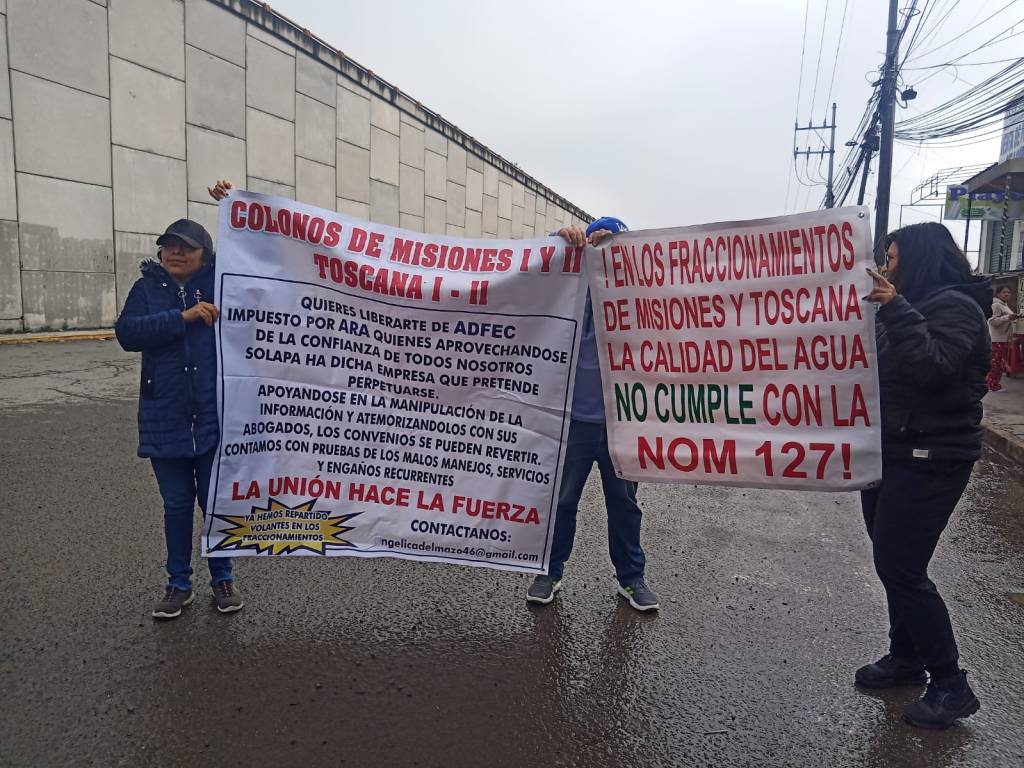 COLONOS DE MISIONES I Y II
TOSCANA I - II
QUIERES LIBERARTE DE ADFEC
IMPUESTO POR ARA QUIENES APROVECHANDOSE
DE LA CONFIANZA DE TODOS NOSOTROS
SOLAPA HA DICHA EMPRESA QUE PRETENDE
PERPETUARSE.
APOYANDOSE EN LA MANIPULACIÓN DE LA
INFORMACIÓN Y ATEMORIZANDOLOS CON SUS
ABOGADOS, LOS CONVENIOS SE PUEDEN REVERTIR.
CONTAMOS CON PRUEBAS DE LOS MALOS MANEJOS, SERVICIOS
Y ENGAÑOS RECURRENTES
LA UNIÓN HACE LA FUERZA
YA HEMOS REPARTIDO
VOLANTES EN LOS
FRACCIONAMIENTOS
CONTACTANOS:
ngelicadelmazo46@gmail.com
! EN LOS FRACCIONAMIENTOS
DE MISIONES Y TOSCANA
LA CALIDAD DEL AGUA
NO CUMPLE CON LA
NOM 127!